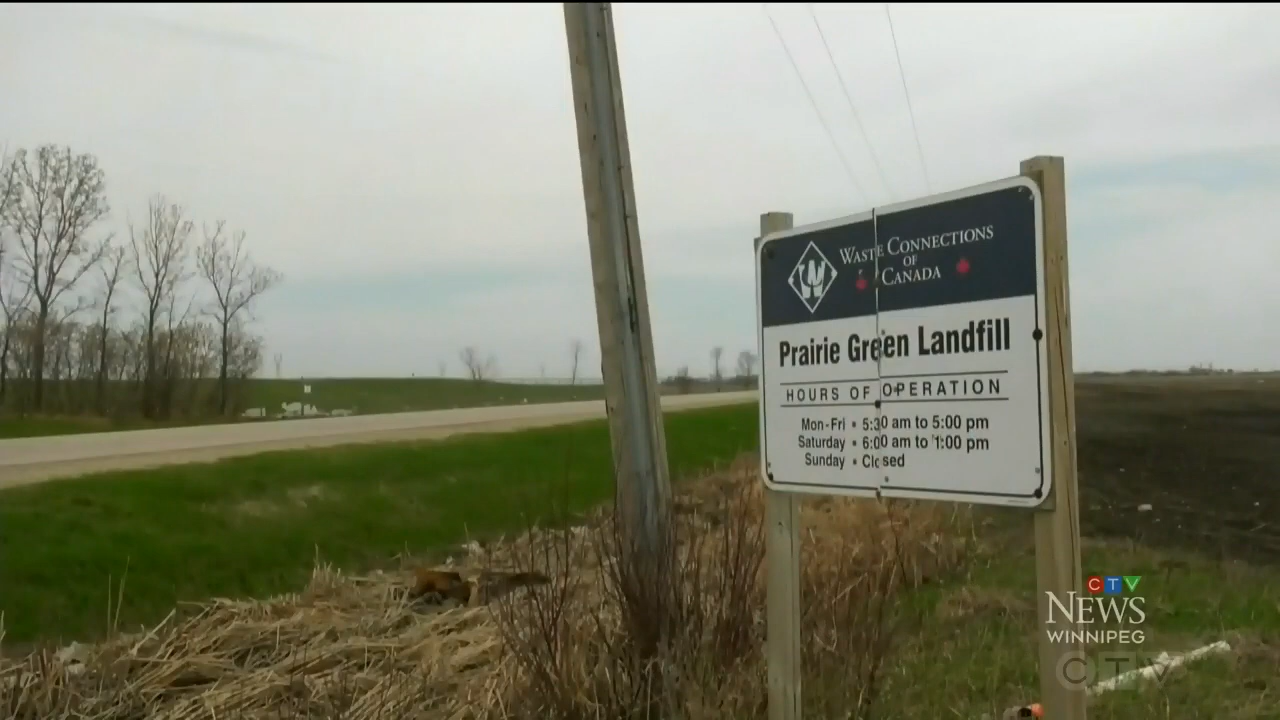 WASTE CONNECTIONS
OF
CANADA
Prairie Green Landfill
HOURS OF OPERATION
Mon-Fri • 5:30 am to 5:00 pm
Saturday • 6:00 am to 1:00 pm
Sunday • Closed
CTV
NEWS
WINNIPEG
CTV